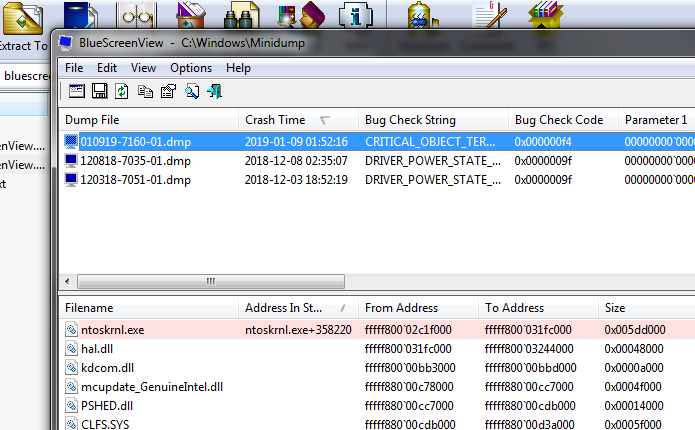 Extract To
BlueScreenView - C:\Windows\Minidump
bluescreen
File Edit View Options Help
Dump File Crash Time Bug Check String Bug Check Code Parameter 1
010919-7160-01.dmp 2019-01-09 01:52:16 CRITICAL_OBJECT_TER... 0x000000f4 00000000`0000
enView.... 120818-7035-01.dmp 2018-12-08 02:35:07 DRIVER_POWER_STATE_... 0x0000009f 00000000`0000
enView.... 120318-7051-01.dmp 2018-12-03 18:52:19 DRIVER_POWER_STATE_... 0x0000009f 00000000`0000
xt
Filename Address In St... From Address To Address Size
ntoskrnl.exe ntoskrnl.exe+358220 fffff800`02c1f000 fffff800`031fc000 0x005dd000
hal.dll fffff800`031fc000 fffff800`03244000 0x00048000
kdcom.dll fffff800`00bb3000 fffff800`00bbd000 0x0000a000
mcupdate_GenuineIntel.dll fffff880`00c78000 fffff880`00cc7000 0x0004f000
PSHED.dll fffff880`00cc7000 fffff880`00cdb000 0x00014000
CLFS.SYS fffff880`00cdb000 fffff880`00d3a000 0x0005f000